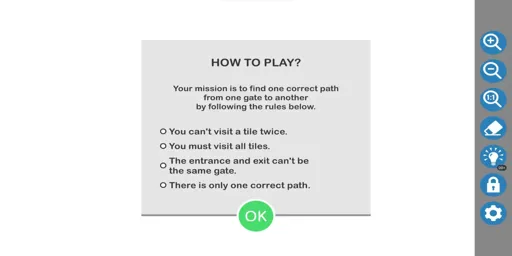 HOW TO PLAY?
Your mission is to find one correct path
from one gate to another
by following the rules below.
You can't visit a tile twice.
You must visit all tiles.
The entrance and exit can't be
the same gate.
There is only one correct path.
OK
1:1